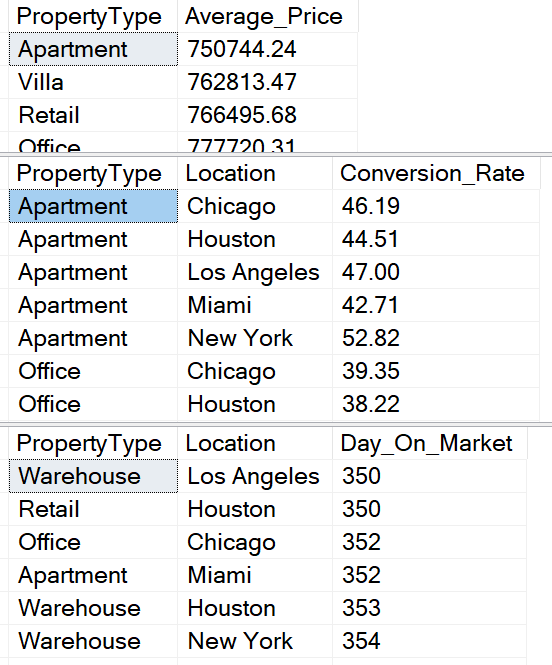 PropertyType Average_Price
Apartment 750744.24
Villa 762813.47
Retail 766495.68
Office 777720.31
PropertyType Location Conversion_Rate
Apartment Chicago 46.19
Apartment Houston 44.51
Apartment Los Angeles 47.00
Apartment Miami 42.71
Apartment New York 52.82
Office Chicago 39.35
Office Houston 38.22
PropertyType Location Day_On_Market
Warehouse Los Angeles 350
Retail Houston 350
Office Chicago 352
Apartment Miami 352
Warehouse Houston 353
Warehouse New York 354